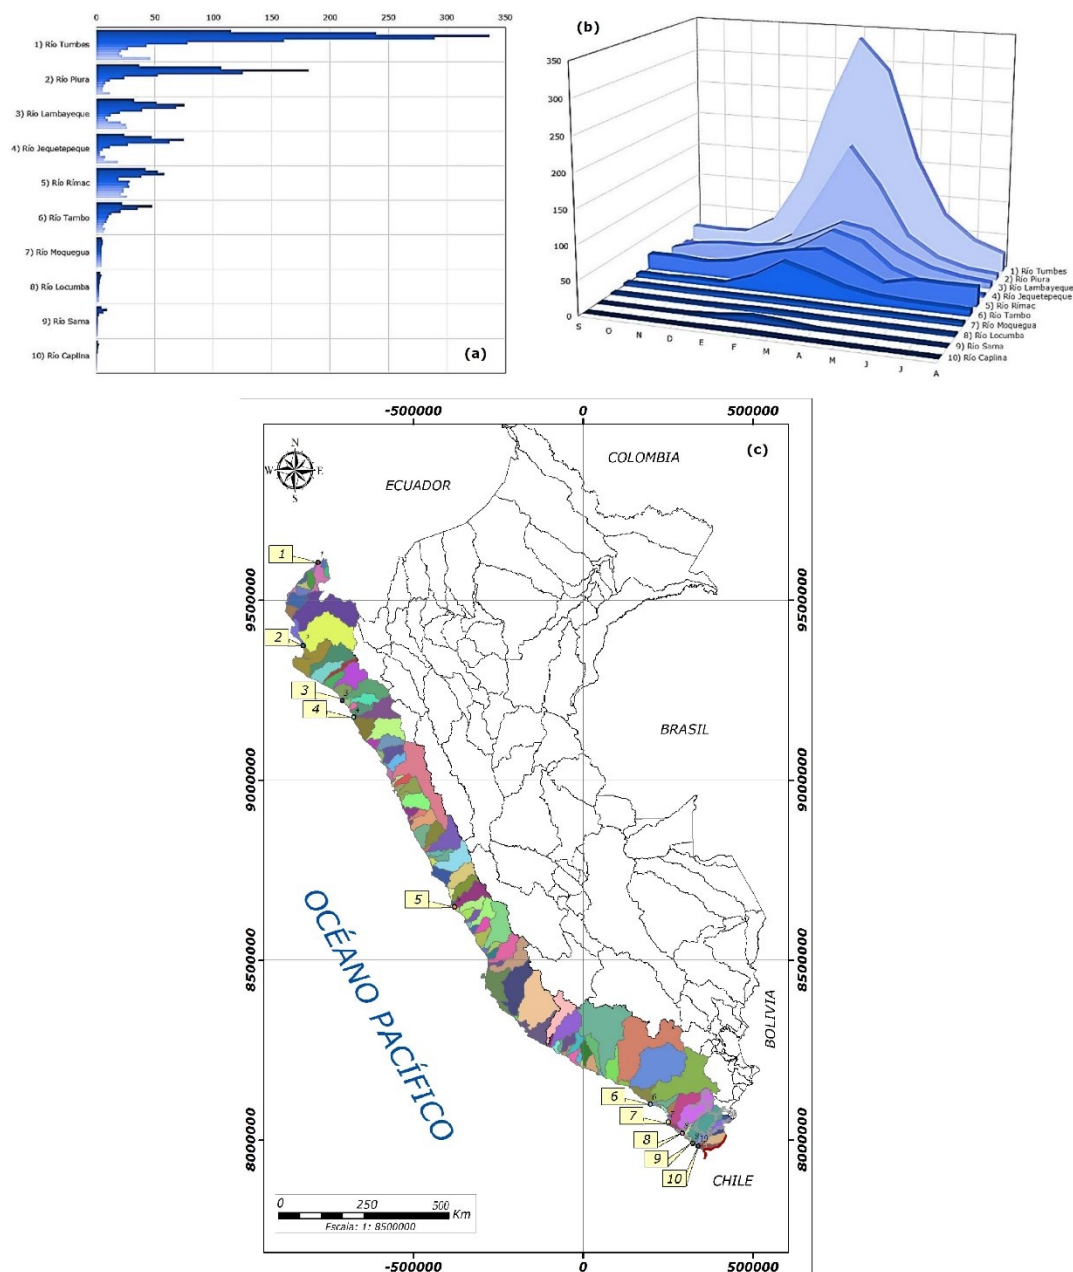 0 50 100 150 200 250 300 350
1) Río Tumbes
2) Río Piura
3) Río Lambayeque
4) Río Jequetepeque
5) Río Rímac
6) Río Tambo
7) Río Moquegua
8) Río Locumba
9) Río Sama
10) Río Caplina
(a)
(b)
350
300
250
200
150
100
50
0
S O N D E F M A M J J A
1) Río Tumbes
2) Río Piura
3) Río Lambayeque
4) Río Jequetepeque
5) Río Rímac
6) Río Tambo
7) Río Moquegua
8) Río Locumba
9) Río Sama
10) Río Caplina
-500000 0 500000
(c)
N
W E
S
COLOMBIA
ECUADOR
BRASIL
BOLIVIA
CHILE
OCÉANO PACÍFICO
9500000 9500000
9000000 9000000
8500000 8500000
8000000 8000000
1
2
3
4
5
6
7
8
9
10
0 250 500
Km
Escala: 1: 8500000
-500000 0 500000